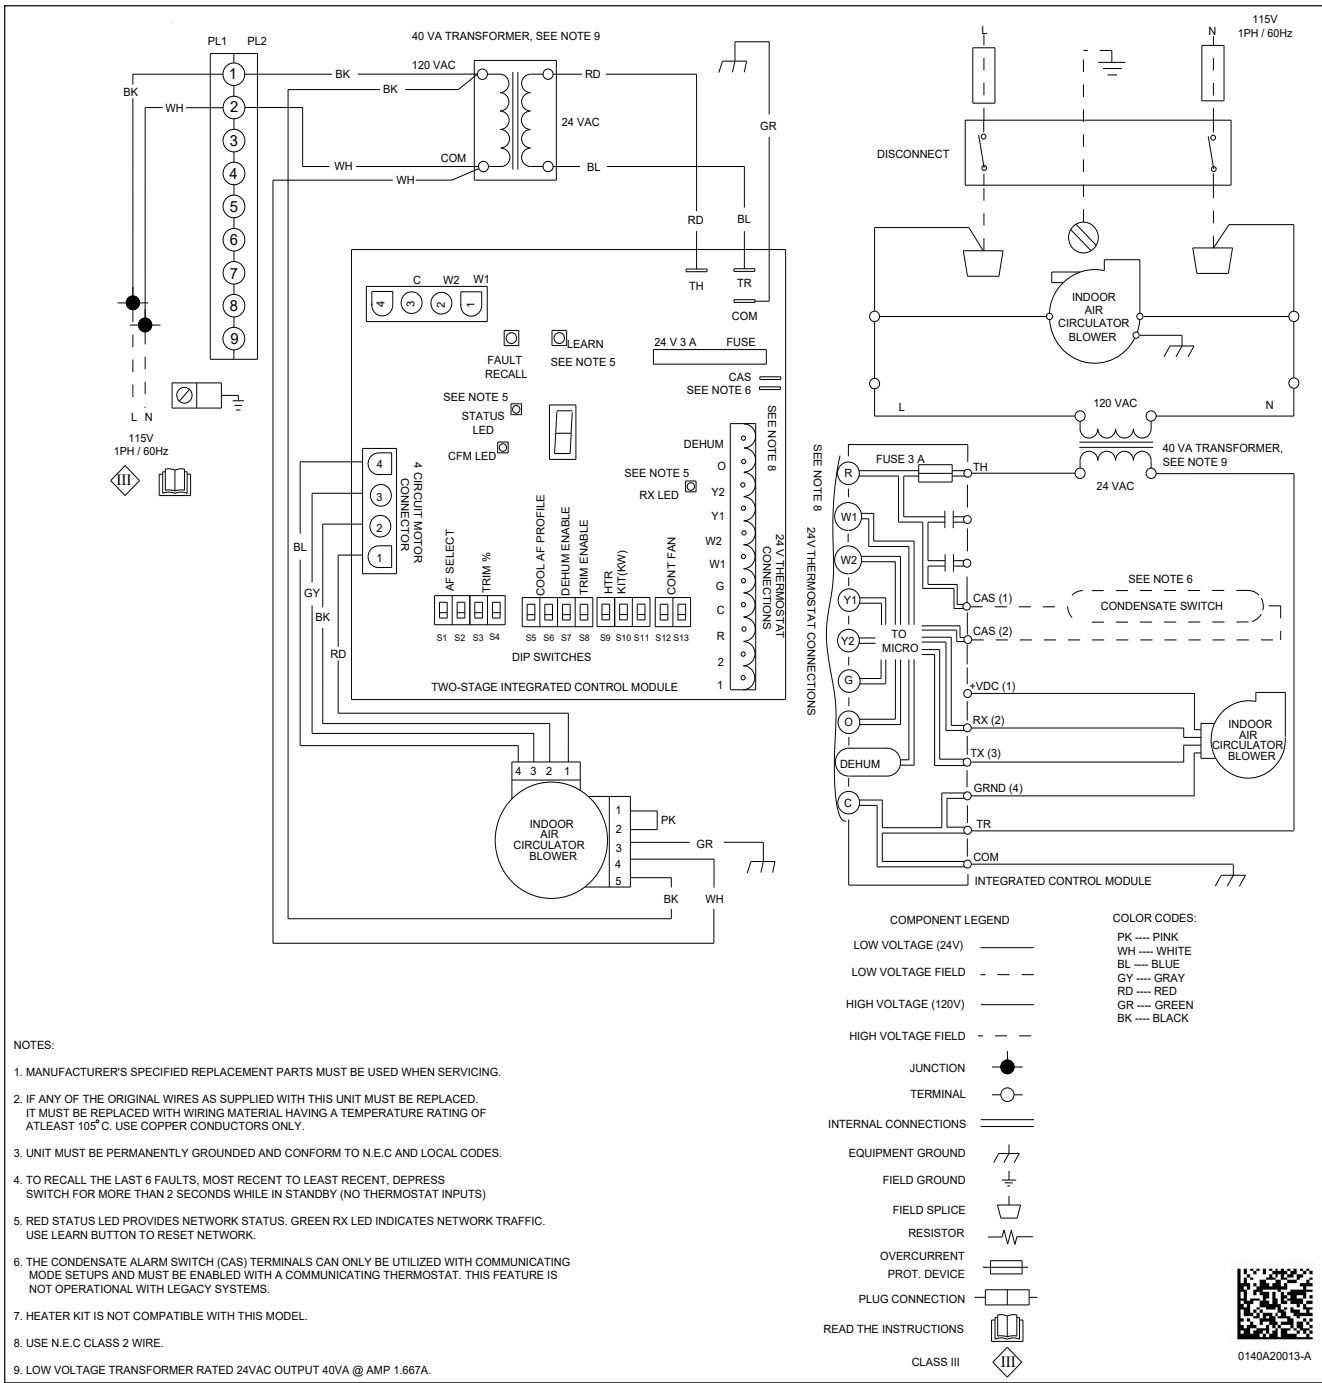 PL1 PL2
40 VA TRANSFORMER, SEE NOTE 9
120 VAC
COM
24 VAC
1
2
3
4
5
6
7
8
9
BK
WH
BK
BK
WH
WH
RD
BL
RD
BL
GR
L N
115V
1PH / 60Hz
III
TH
TR
COM
C W2 W1
4 3 2 1
FAULT
RECALL
LEARN
SEE NOTE 5
24 V 3 A FUSE
CAS
SEE NOTE 6
SEE NOTE 5
STATUS
LED
CFM LED
SEE NOTE 5
RX LED
SEE NOTE 8
DEHUM
O
Y2
Y1
W2
W1
G
C
R
2
1
24 V THERMOSTAT
CONNECTIONS
4
3
2
1
4 CIRCUIT MOTOR
CONNECTOR
AF SELECT
TRIM %
COOL AF PROFILE
DEHUM ENABLE
TRIM ENABLE
HTR
KIT(KW)
CONT FAN
S1 S2 S3 S4 S5 S6 S7 S8 S9 S10 S11 S12 S13
DIP SWITCHES
TWO-STAGE INTEGRATED CONTROL MODULE
BL
GY
BK
RD
4 3 2 1
INDOOR
AIR
CIRCULATOR
BLOWER
1
2
3
4
5
PK
GR
BK
WH
L
N
115V
1PH / 60Hz
DISCONNECT
INDOOR
AIR
CIRCULATOR
BLOWER
L
120 VAC
N
40 VA TRANSFORMER,
SEE NOTE 9
24 VAC
SEE NOTE 8
24V THERMOSTAT CONNECTIONS
R
W1
W2
Y1
Y2
G
O
DEHUM
C
FUSE 3 A
TH
TO
MICRO
SEE NOTE 6
CAS (1)
CONDENSATE SWITCH
CAS (2)
+VDC (1)
RX (2)
TX (3)
GRND (4)
TR
COM
INDOOR
AIR
CIRCULATOR
BLOWER
INTEGRATED CONTROL MODULE
COMPONENT LEGEND
LOW VOLTAGE (24V)
LOW VOLTAGE FIELD
HIGH VOLTAGE (120V)
HIGH VOLTAGE FIELD
JUNCTION
TERMINAL
INTERNAL CONNECTIONS
EQUIPMENT GROUND
FIELD GROUND
FIELD SPLICE
RESISTOR
OVERCURRENT
PROT. DEVICE
PLUG CONNECTION
READ THE INSTRUCTIONS
CLASS III
III
COLOR CODES:
PK ---- PINK
WH ---- WHITE
BL ---- BLUE
GY ---- GRAY
RD ---- RED
GR ---- GREEN
BK ---- BLACK
NOTES:
1. MANUFACTURER'S SPECIFIED REPLACEMENT PARTS MUST BE USED WHEN SERVICING.
2. IF ANY OF THE ORIGINAL WIRES AS SUPPLIED WITH THIS UNIT MUST BE REPLACED.
IT MUST BE REPLACED WITH WIRING MATERIAL HAVING A TEMPERATURE RATING OF
ATLEAST 105°C. USE COPPER CONDUCTORS ONLY.
3. UNIT MUST BE PERMANENTLY GROUNDED AND CONFORM TO N.E.C AND LOCAL CODES.
4. TO RECALL THE LAST 6 FAULTS, MOST RECENT TO LEAST RECENT, DEPRESS
SWITCH FOR MORE THAN 2 SECONDS WHILE IN STANDBY (NO THERMOSTAT INPUTS)
5. RED STATUS LED PROVIDES NETWORK STATUS. GREEN RX LED INDICATES NETWORK TRAFFIC.
USE LEARN BUTTON TO RESET NETWORK.
6. THE CONDENSATE ALARM SWITCH (CAS) TERMINALS CAN ONLY BE UTILIZED WITH COMMUNICATING
MODE SETUPS AND MUST BE ENABLED WITH A COMMUNICATING THERMOSTAT. THIS FEATURE IS
NOT OPERATIONAL WITH LEGACY SYSTEMS.
7. HEATER KIT IS NOT COMPATIBLE WITH THIS MODEL.
8. USE N.E.C CLASS 2 WIRE.
9. LOW VOLTAGE TRANSFORMER RATED 24VAC OUTPUT 40VA @ AMP 1.667A.
0140A20013-A